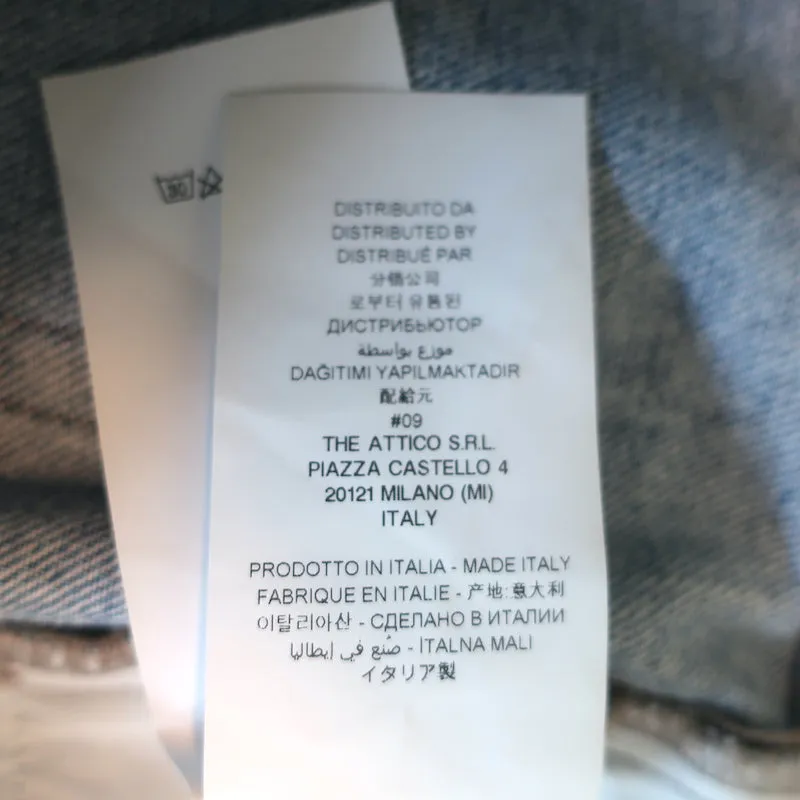 DISTRIBUITO DA
DISTRIBUTED BY
DISTRIBUÉ PAR
分销公司
로부터 유통된
ДИСТРИБЬЮТОР
موزع بواسطة
DAĞITIMI YAPILMAKTADIR
配給元
#09
THE ATTICO S.R.L.
PIAZZA CASTELLO 4
20121 MILANO (MI)
ITALY
PRODOTTO IN ITALIA - MADE ITALY
FABRIQUE EN ITALIE - 产地:意大利
이탈리아산 - СДЕЛАНО В ИТАЛИИ
صُنع في إيطاليا - İTALNA MALI
イタリア製